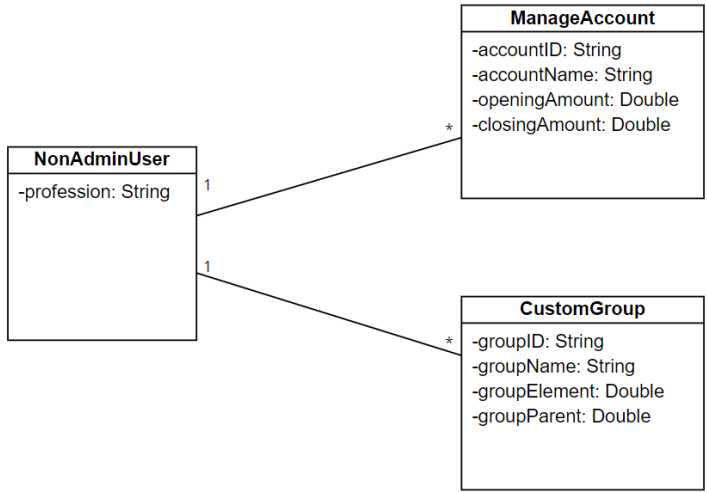 ManageAccount
-accountID: String
-accountName: String
-openingAmount: Double
-closingAmount: Double
*
NonAdminUser
-profession: String
1
1
*
CustomGroup
-groupID: String
-groupName: String
-groupElement: Double
-groupParent: Double